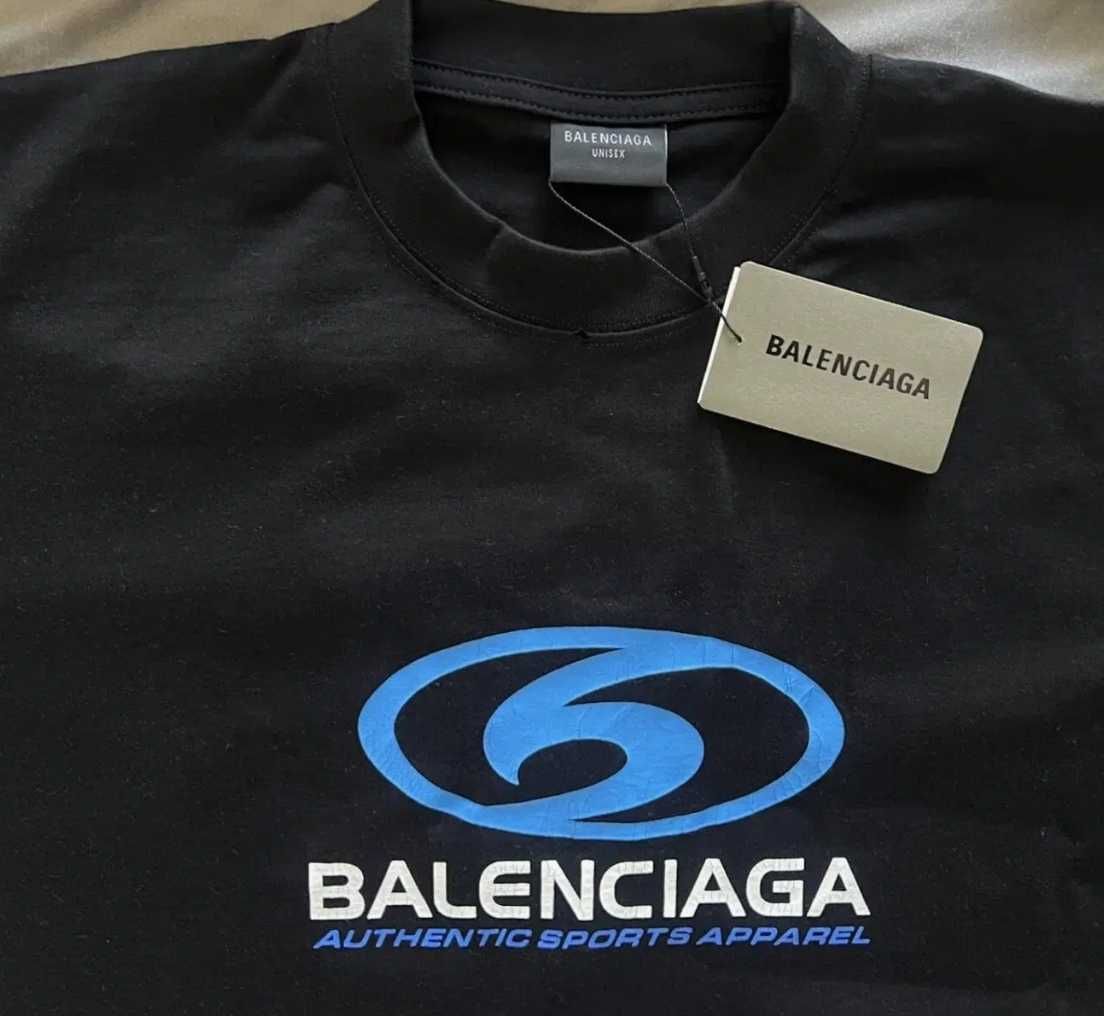 BALENCIAGA
UNISEX
BALENCIAGA
BALENCIAGA
AUTHENTIC SPORTS APPAREL